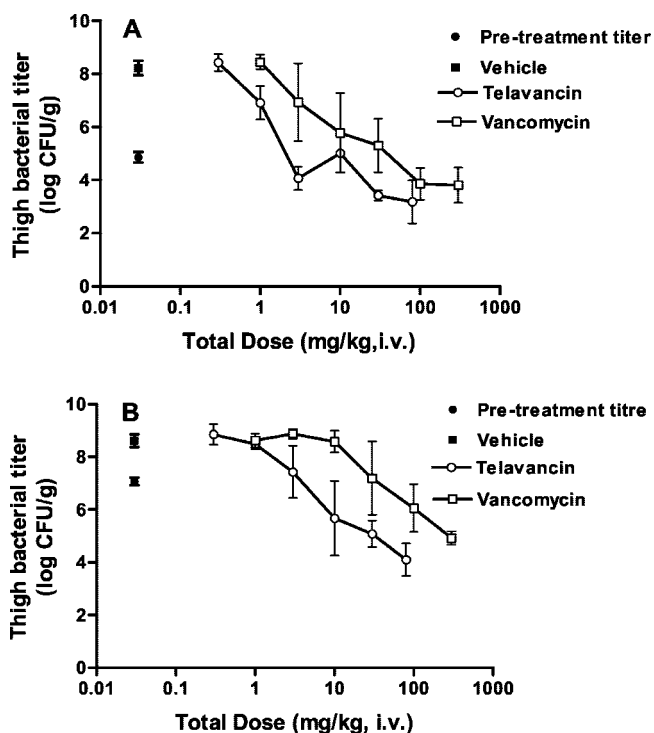 A
Pre-treatment titer
Vehicle
Telavancin
Vancomycin
10
8
6
4
2
0
Thigh bacterial titer
(log CFU/g)
0.01 0.1 1 10 100 1000
Total Dose (mg/kg,i.v.)
B
Pre-treatment titre
Vehicle
Telavancin
Vancomycin
10
8
6
4
2
0
Thigh bacterial titer
(log CFU/g)
0.01 0.1 1 10 100 1000
Total Dose (mg/kg, i.v.)